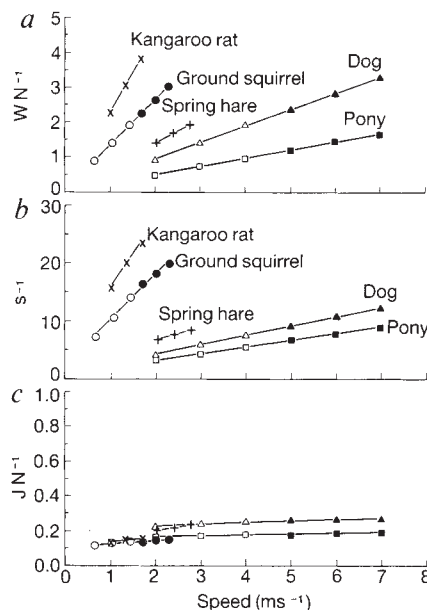 a
5
4
3
2
1
0
W N⁻¹
Kangaroo rat
Ground squirrel
Spring hare
Dog
Pony
b
30
20
10
0
s⁻¹
Kangaroo rat
Ground squirrel
Spring hare
Dog
Pony
c
1.0
0.8
0.6
0.4
0.2
0
J N⁻¹
0 1 2 3 4 5 6 7
Speed (ms⁻¹)